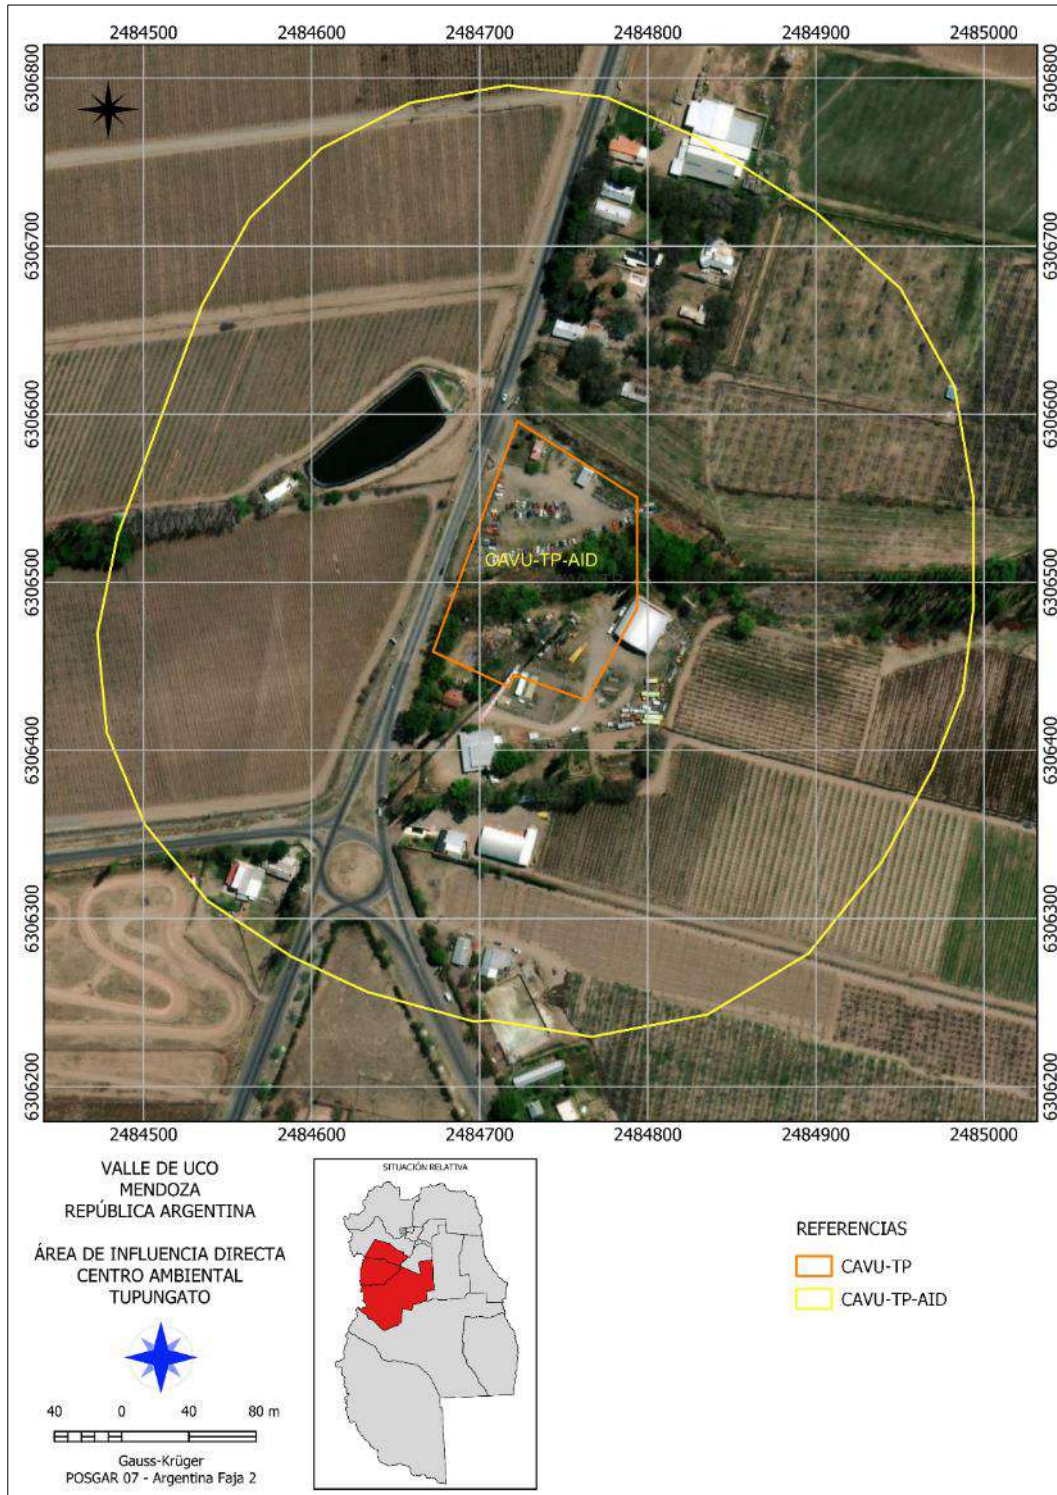 2484500 2484600 2484700 2484800 2484900 2485000
6306800 6306800
6306700 6306700
6306600 6306600
CAVU-TP-AID
6306500 6306500
6306400 6306400
6306300 6306300
6306200 6306200
2484500 2484600 2484700 2484800 2484900 2485000
VALLE DE UCO
MENDOZA
REPÚBLICA ARGENTINA
ÁREA DE INFLUENCIA DIRECTA
CENTRO AMBIENTAL
TUPUNGATO
40 0 40 80 m
Gauss-Krüger
POSGAR 07 - Argentina Faja 2
SITUACIÓN RELATIVA
REFERENCIAS
CAVU-TP
CAVU-TP-AID